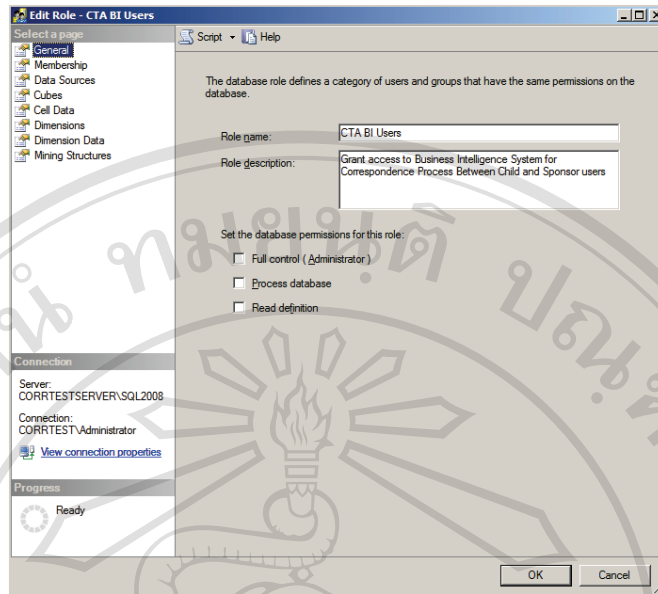 Edit Role - CTA BI Users
Select a page
General
Membership
Data Sources
Cubes
Cell Data
Dimensions
Dimension Data
Mining Structures
Script
Help
The database role defines a category of users and groups that have the same permissions on the
database.
Role name:
CTA BI Users
Role description:
Grant access to Business Intelligence System for
Correspondence Process Between Child and Sponsor users
Set the database permissions for this role:
Full control ( Administrator )
Process database
Read definition
Connection
Server:
CORRTESTSERVER\SQL2008
Connection:
CORRTEST\Administrator
View connection properties
Progress
Ready
OK
Cancel